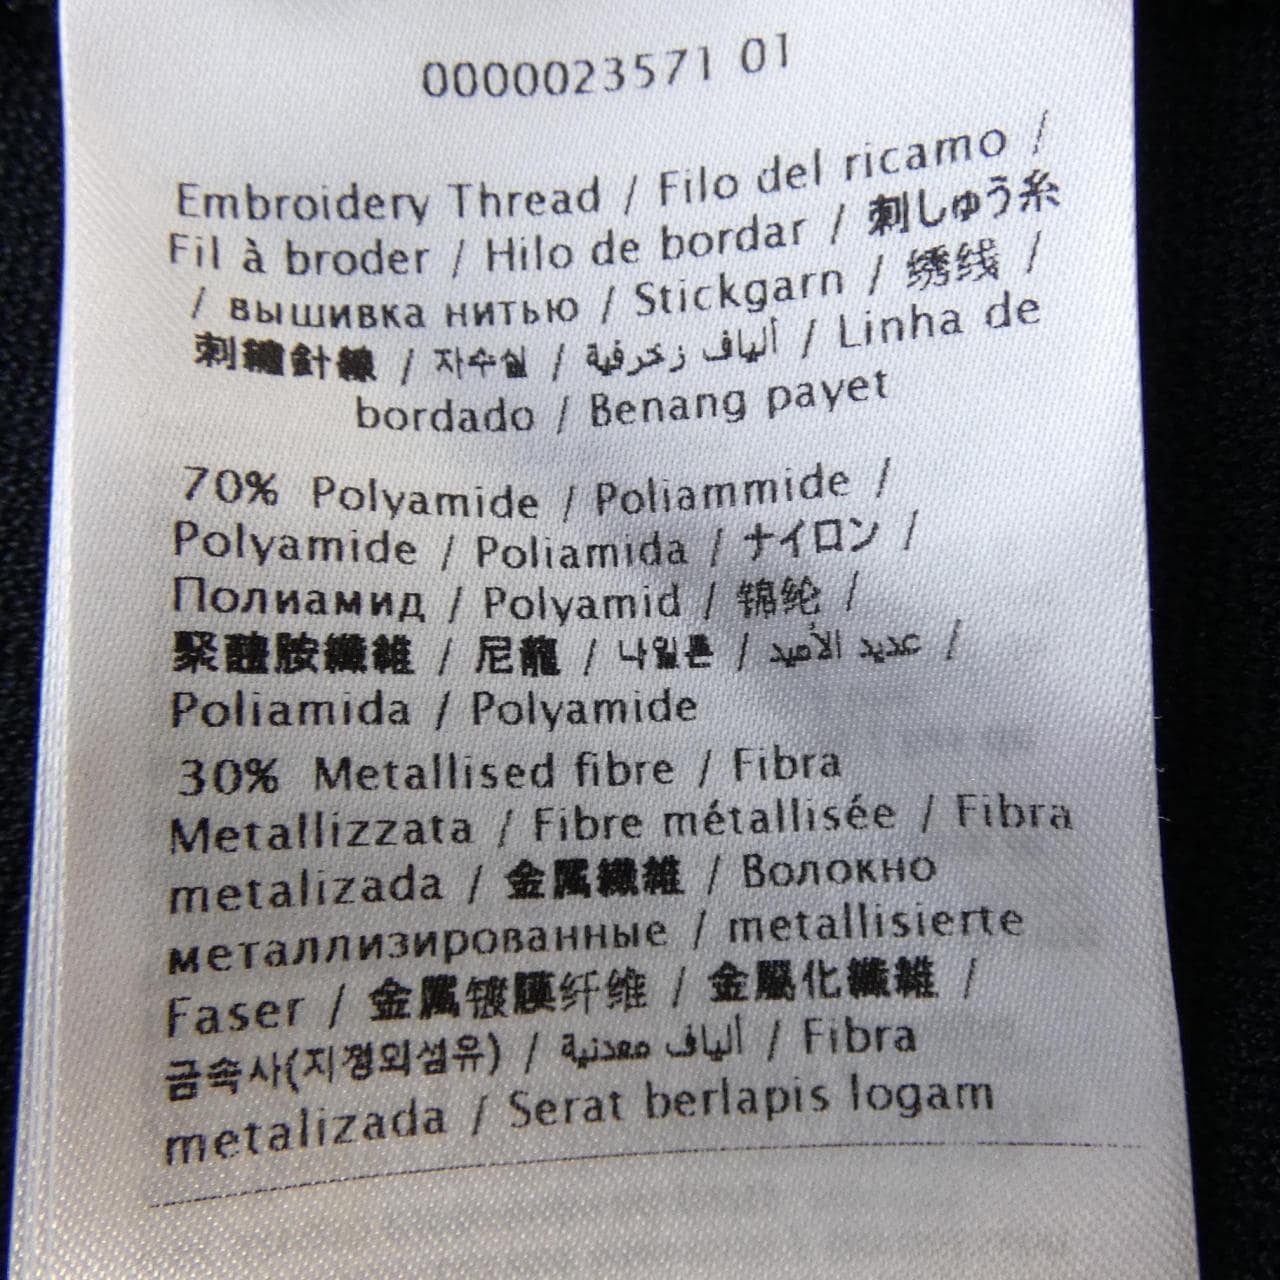 0000023571 01
Embroidery Thread / Filo del ricamo /
Fil à broder / Hilo de bordar / 刺しゅう糸
/ вышивка нитью / Stickgarn / 绣线 /
刺繡針線 / 자수실 / ألياف زخرفية / Linha de
bordado / Benang payet
70% Polyamide / Poliammide /
Polyamide / Poliamida / ナイロン /
Полиамид / Polyamid / 锦纶 /
聚醯胺纖維 / 尼龍 / 나일론 / عديد الأميد /
Poliamida / Polyamide
30% Metallised fibre / Fibra
Metallizzata / Fibre métallisée / Fibra
metalizada / 金属繊維 / Волокно
металлизированные / metallisierte
Faser / 金属镀膜纤维 / 金屬化纖維 /
금속사(지정외섬유) / ألياف معدنية / Fibra
metalizada / Serat berlapis logam